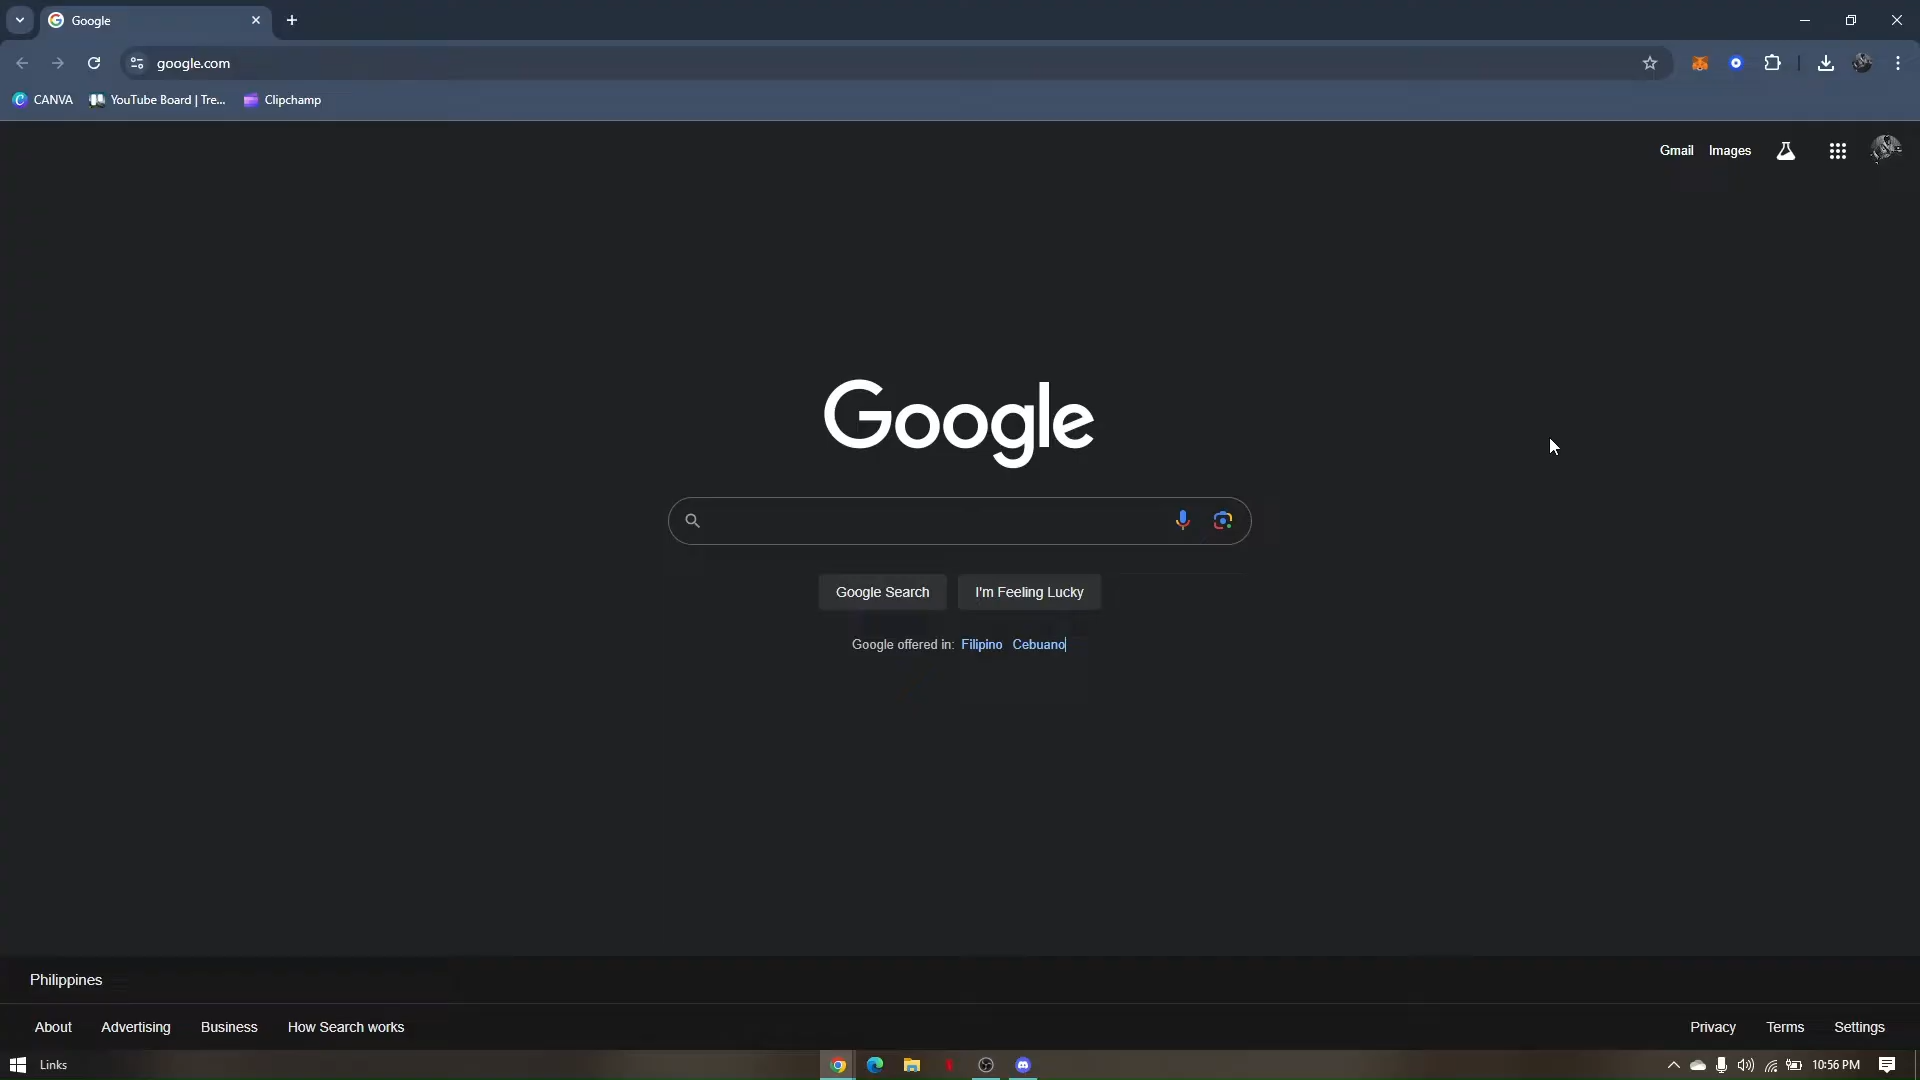 Google
google.com
CANVA YouTube Board | Tre... Clipchamp
Gmail Images
Google
Google Search I'm Feeling Lucky
Google offered in: Filipino Cebuano
Philippines
About Advertising Business How Search works Privacy Terms Settings
Links 10:56 PM